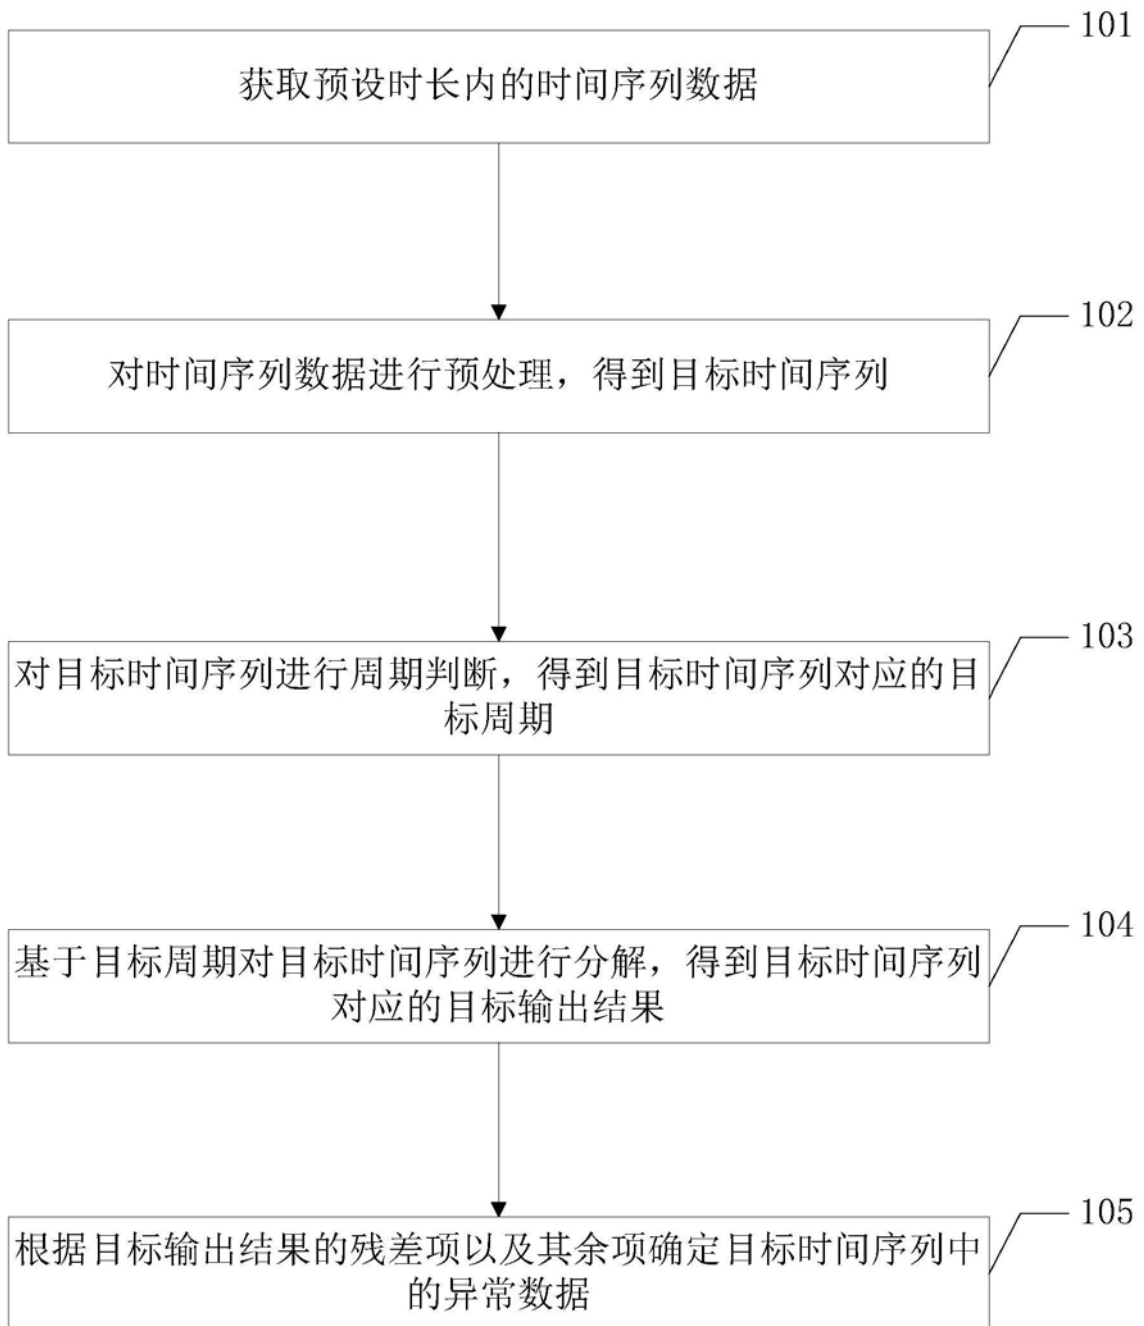 101
获取预设时长内的时间序列数据
102
对时间序列数据进行预处理，得到目标时间序列
103
对目标时间序列进行周期判断，得到目标时间序列对应的目
标周期
104
基于目标周期对目标时间序列进行分解，得到目标时间序列
对应的目标输出结果
105
根据目标输出结果的残差项以及其余项确定目标时间序列中
的异常数据